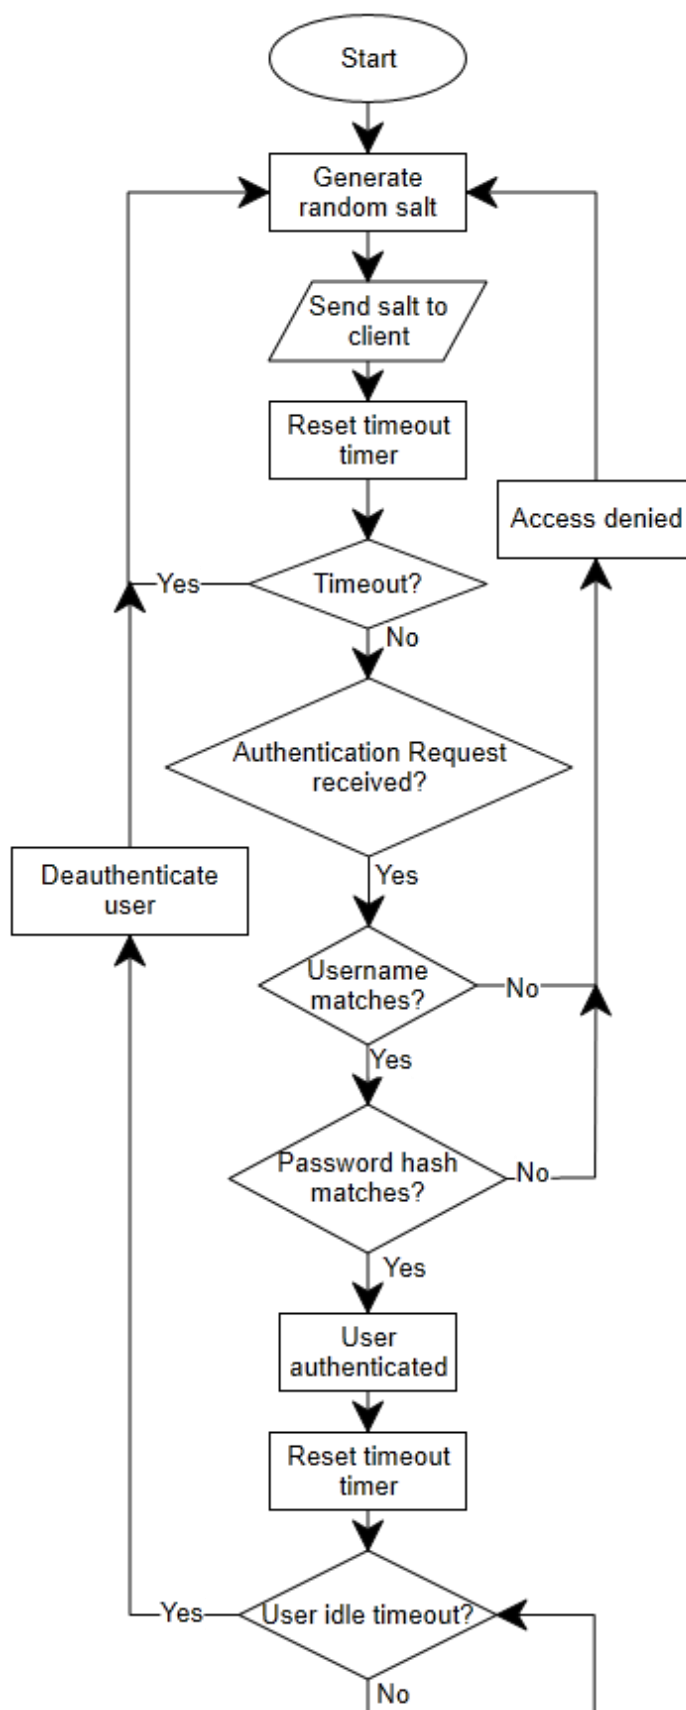 Start
Generate
random salt
Send salt to
client
Reset timeout
timer
Access denied
Yes
Timeout?
No
Authentication Request
received?
Deauthenticate
user
Yes
Username
matches?
No
Yes
Password hash
matches?
No
Yes
User
authenticated
Reset timeout
timer
Yes
User idle timeout?
No